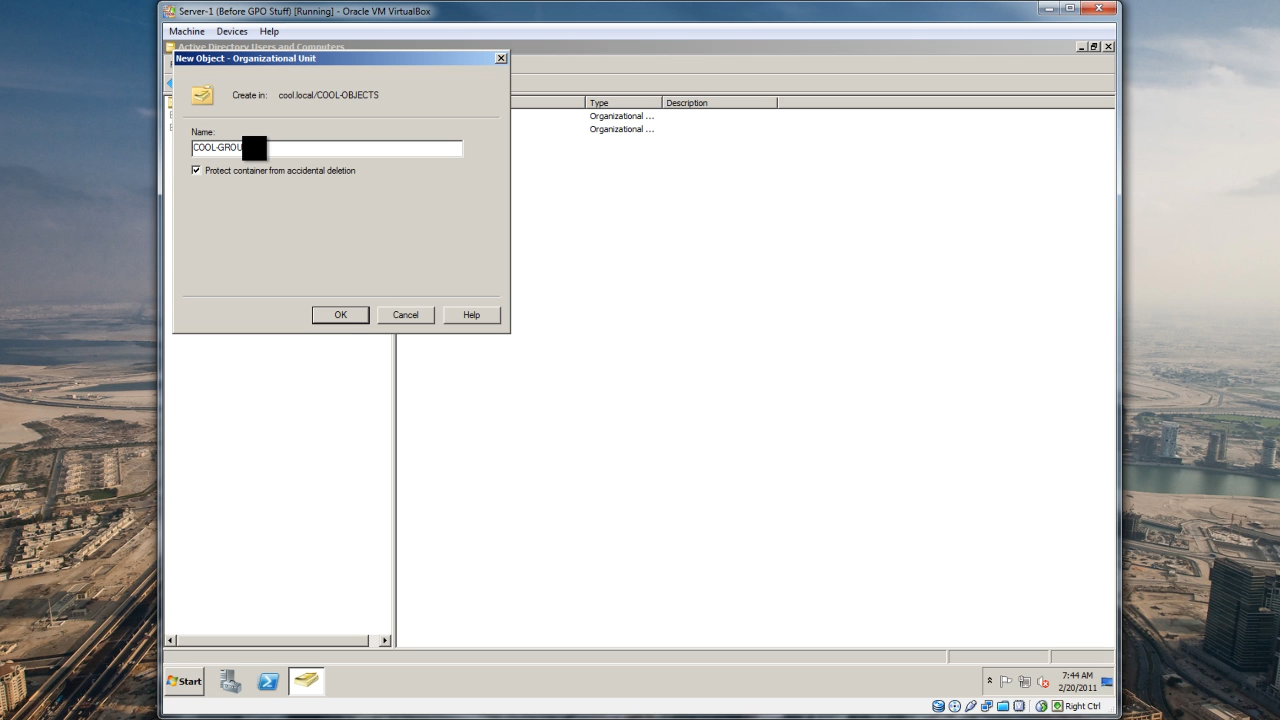 Server-1 (Before GPO Stuff) [Running] - Oracle VM VirtualBox
Machine Devices Help
Active Directory Users and Computers
New Object - Organizational Unit
Create in: cool.local/COOL-OBJECTS
Type Description
Organizational ...
Organizational ...
Name:
COOL-GROU
Protect container from accidental deletion
OK Cancel Help
Start
7:44 AM
2/20/2011
Right Ctrl